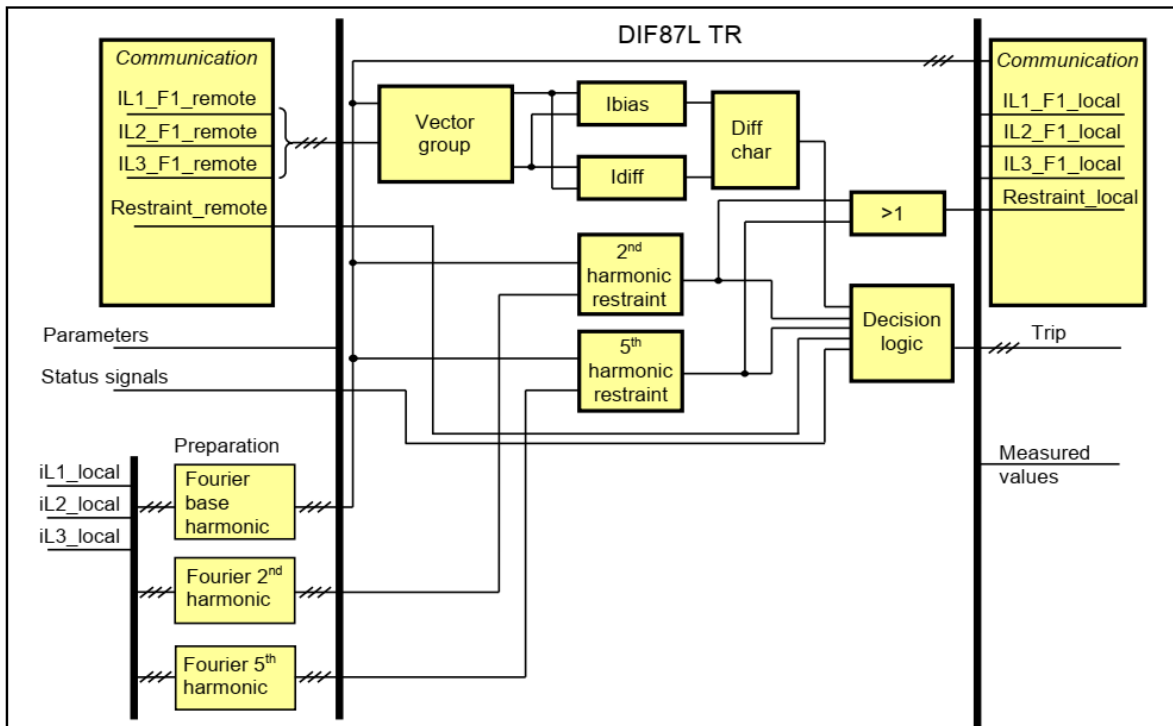 DIF87L TR
Communication
IL1_F1_remote
IL2_F1_remote
IL3_F1_remote
Restraint_remote
Parameters
Status signals
Preparation
iL1_local
iL2_local
iL3_local
Fourier
base
harmonic
Fourier 2nd
harmonic
Fourier 5th
harmonic
Vector
group
Ibias
Idiff
Diff
char
2nd
harmonic
restraint
5th
harmonic
restraint
>1
Decision
logic
Communication
IL1_F1_local
IL2_F1_local
IL3_F1_local
Restraint_local
Trip
Measured
values